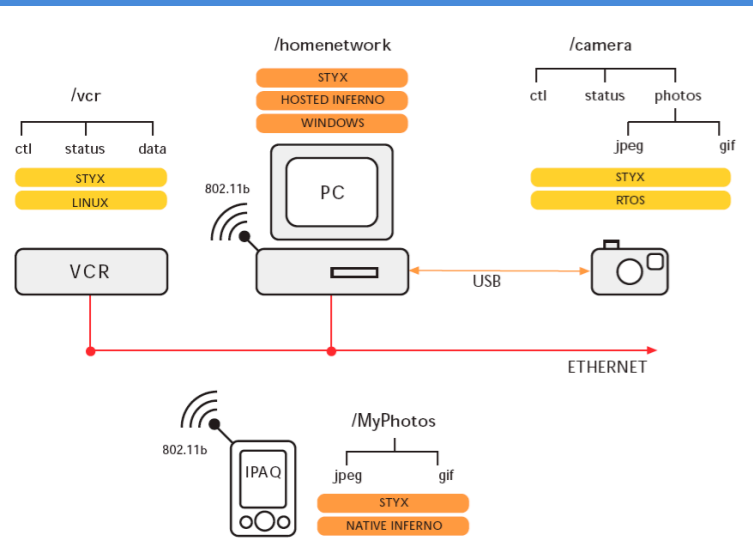 /homenetwork
/camera
STYX
HOSTED INFERNO
WINDOWS
ctl status photos
/vcr
jpeg gif
ctl status data
STYX
LINUX
STYX
RTOS
802.11b
PC
VCR
USB
ETHERNET
/MyPhotos
802.11b
IPAQ
jpeg gif
STYX
NATIVE INFERNO